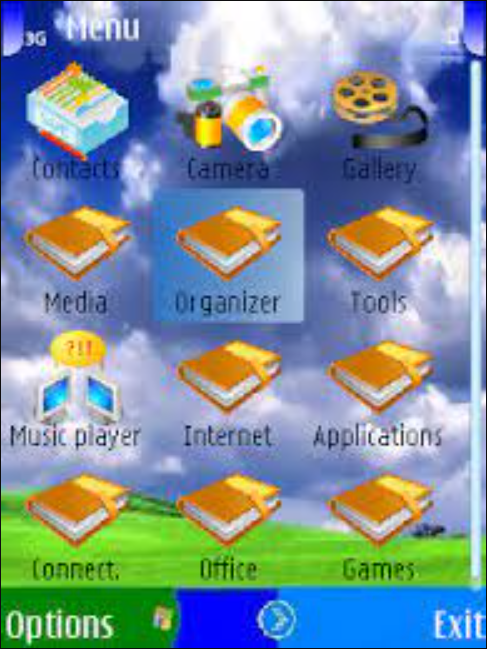 3G Menu
Contacts Camera Gallery
Media Organizer Tools
?!!
Music player Internet Applications
Connect. Office Games
Options Exit